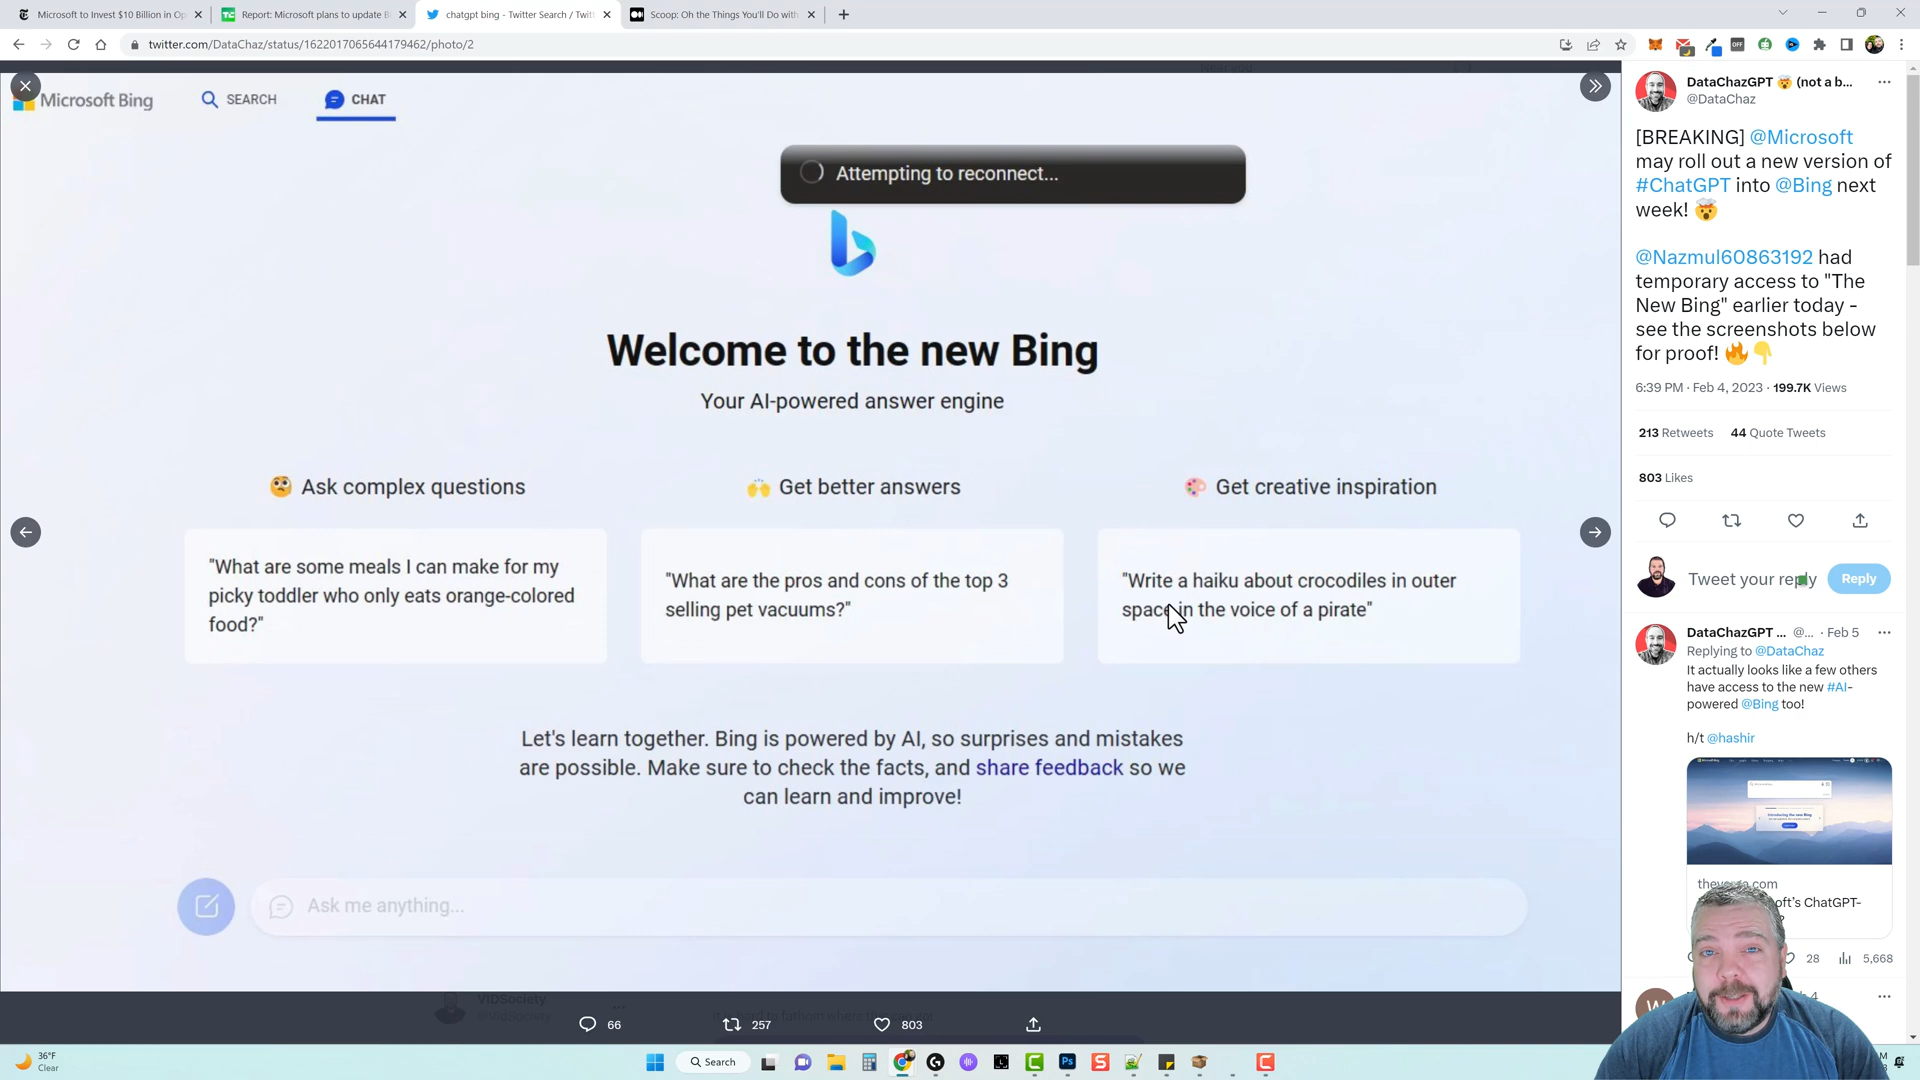 Microsoft to Invest $10 Billion in Op
Report: Microsoft plans to update B
chatgpt bing - Twitter Search / Twit
Scoop: Oh the Things You'll Do with
twitter.com/DataChaz/status/1622017065644179462/photo/2
OFF
Microsoft Bing
SEARCH
CHAT
Attempting to reconnect...
Welcome to the new Bing
Your AI-powered answer engine
Ask complex questions
"What are some meals I can make for my
picky toddler who only eats orange-colored
food?"
Get better answers
"What are the pros and cons of the top 3
selling pet vacuums?"
Get creative inspiration
"Write a haiku about crocodiles in outer
space in the voice of a pirate"
Let's learn together. Bing is powered by AI, so surprises and mistakes
are possible. Make sure to check the facts, and share feedback so we
can learn and improve!
Ask me anything...
VIDSociety
@VidSociety
66
257
803
DataChazGPT 🤯 (not a b...
@DataChaz
[BREAKING] @Microsoft
may roll out a new version of
#ChatGPT into @Bing next
week! 🤯
@Nazmul60863192 had
temporary access to "The
New Bing" earlier today -
see the screenshots below
for proof! 🔥👇
6:39 PM · Feb 4, 2023 · 199.7K Views
213 Retweets 44 Quote Tweets
803 Likes
Tweet your reply
Reply
DataChazGPT ... @... · Feb 5
Replying to @DataChaz
It actually looks like a few others
have access to the new #AI-
powered @Bing too!
h/t @hashir
Introducing the new Bing
oft's ChatGPT-
28
5,668
36°F
Clear
Search